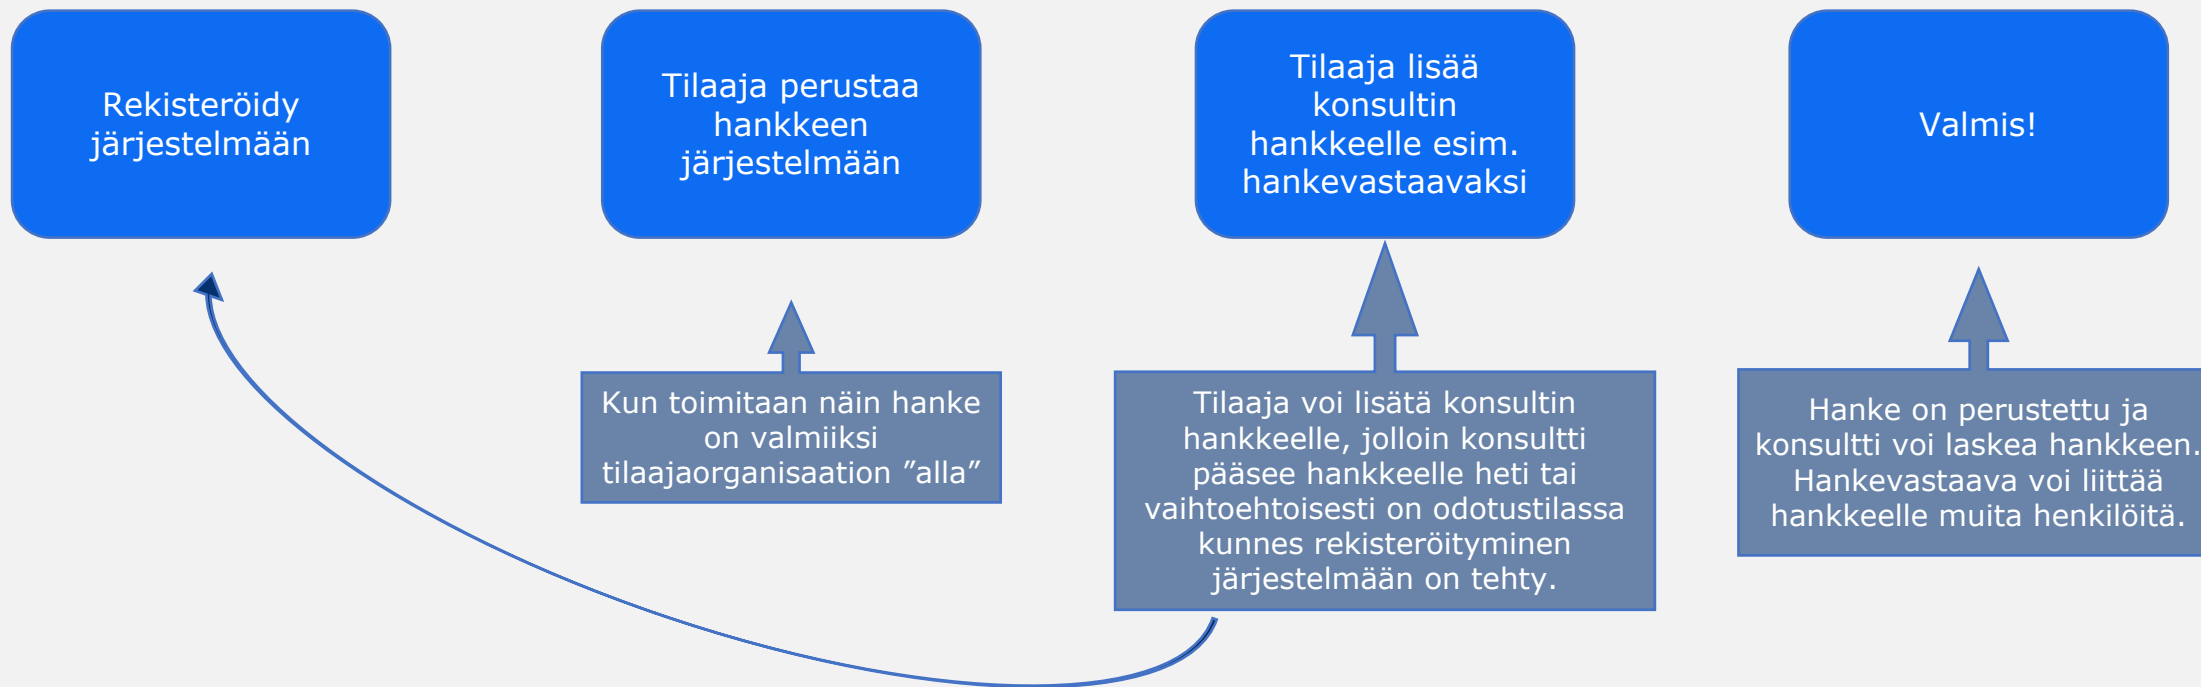 Rekisteröidy
järjestelmään
Tilaaja perustaa
hankkeen
järjestelmään
Tilaaja lisää
konsultin
hankkeelle esim.
hankevastaavaksi
Valmis!
Kun toimitaan näin hanke
on valmiiksi
tilaajaorganisaation ”alla”
Tilaaja voi lisätä konsultin
hankkeelle, jolloin konsultti
pääsee hankkeelle heti tai
vaihtoehtoisesti on odotustilassa
kunnes rekisteröityminen
järjestelmään on tehty.
Hanke on perustettu ja
konsultti voi laskea hankkeen.
Hankevastaava voi liittää
hankkeelle muita henkilöitä.